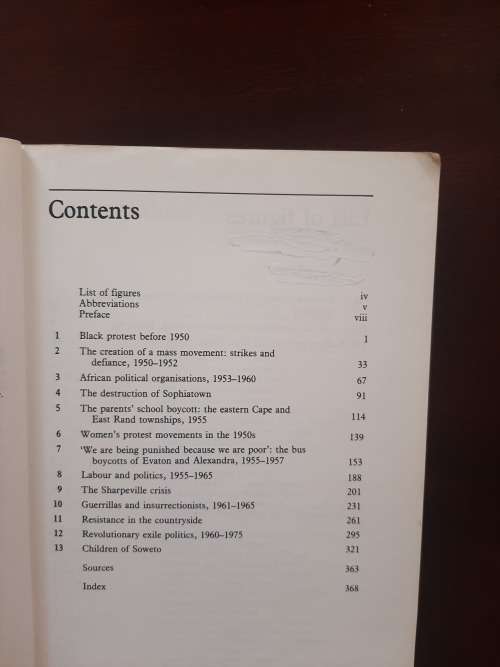 Contents
List of figures iv
Abbreviations v
Preface viii
1 Black protest before 1950 1
2 The creation of a mass movement: strikes and
defiance, 1950–1952 33
3 African political organisations, 1953–1960 67
4 The destruction of Sophiatown 91
5 The parents' school boycott: the eastern Cape and
East Rand townships, 1955 114
6 Women's protest movements in the 1950s 139
7 'We are being punished because we are poor': the bus
boycotts of Evaton and Alexandra, 1955–1957 153
8 Labour and politics, 1955–1965 188
9 The Sharpeville crisis 201
10 Guerrillas and insurrectionists, 1961–1965 231
11 Resistance in the countryside 261
12 Revolutionary exile politics, 1960–1975 295
13 Children of Soweto 321
Sources 363
Index 368